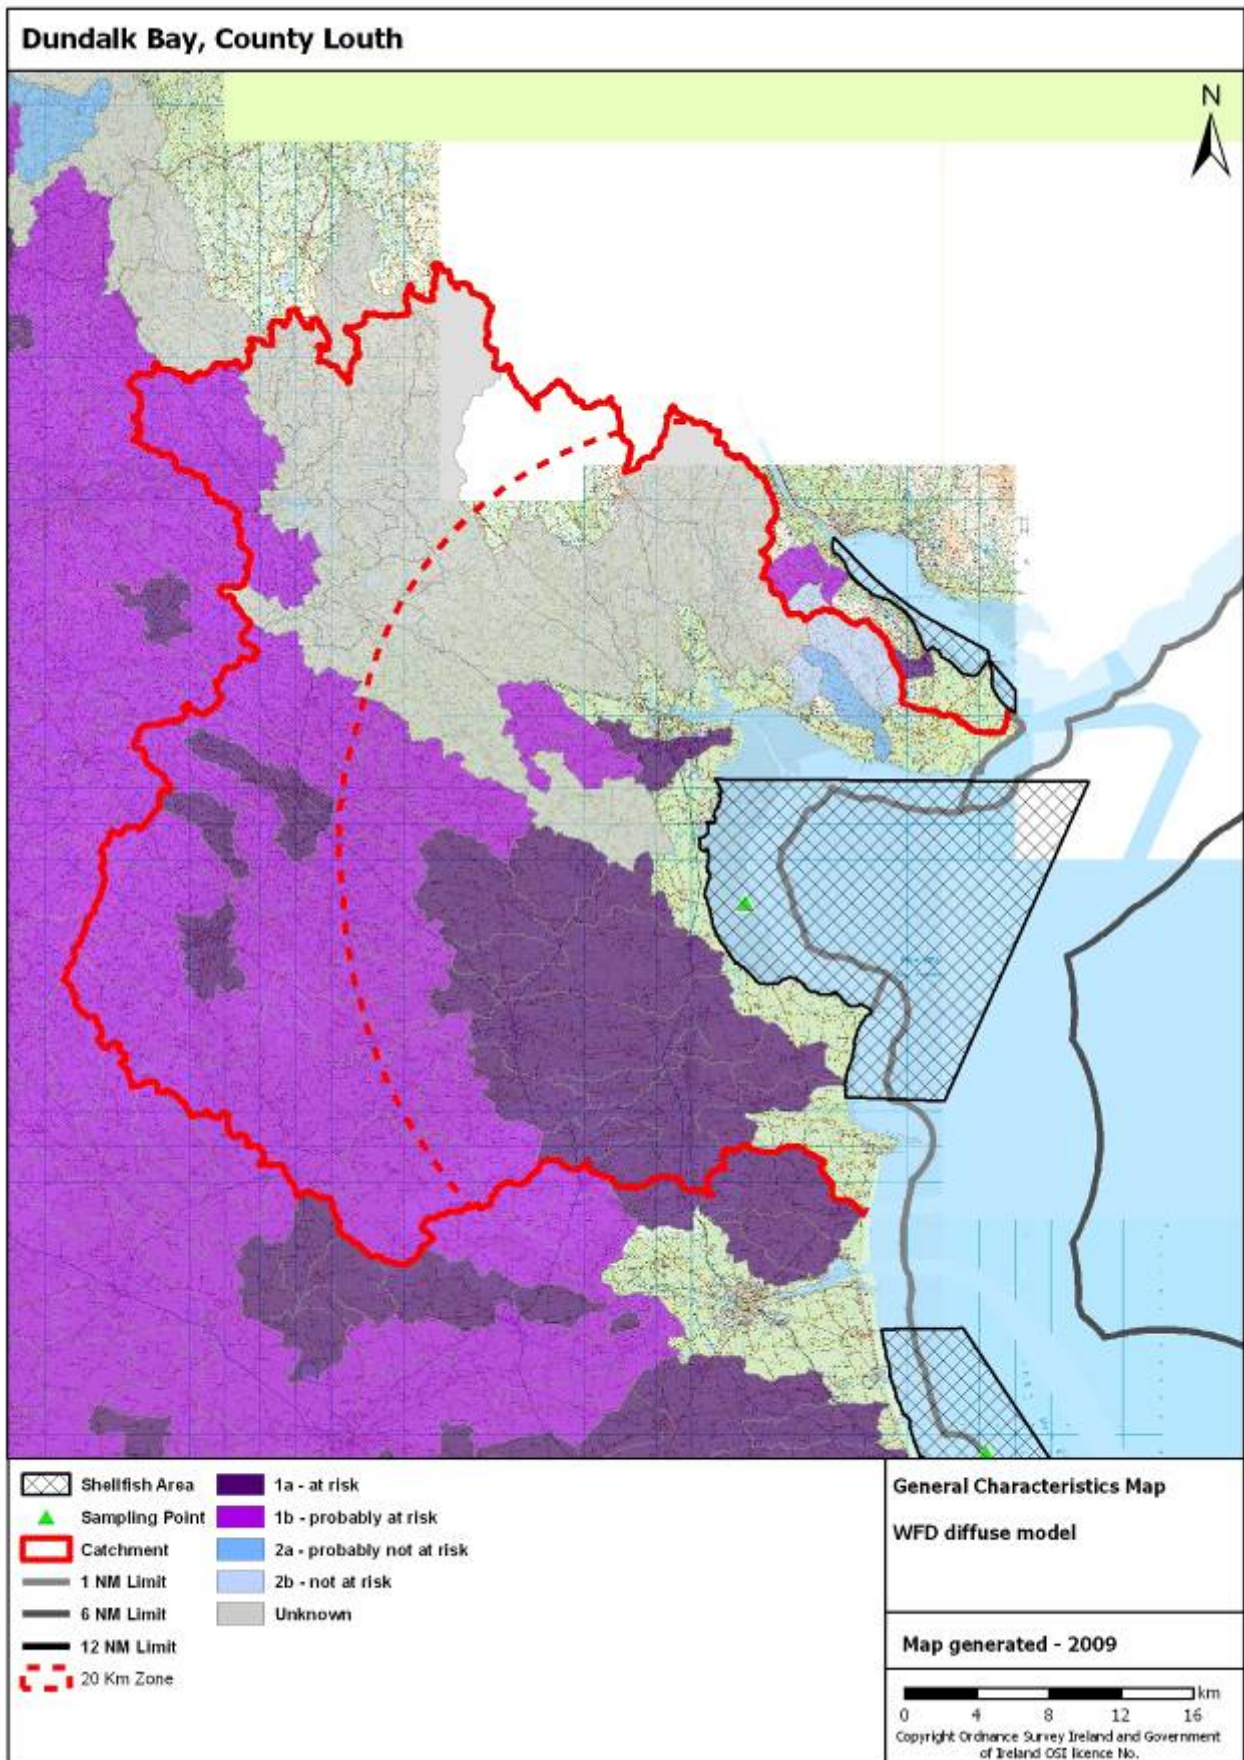 Dundalk Bay, County Louth
N
Shellfish Area
Sampling Point
Catchment
1 NM Limit
6 NM Limit
12 NM Limit
20 Km Zone
1a - at risk
1b - probably at risk
2a - probably not at risk
2b - not at risk
Unknown
General Characteristics Map
WFD diffuse model
Map generated - 2009
km
0 4 8 12 16
Copyright Ordnance Survey Ireland and Government
of Ireland OSI licence No.